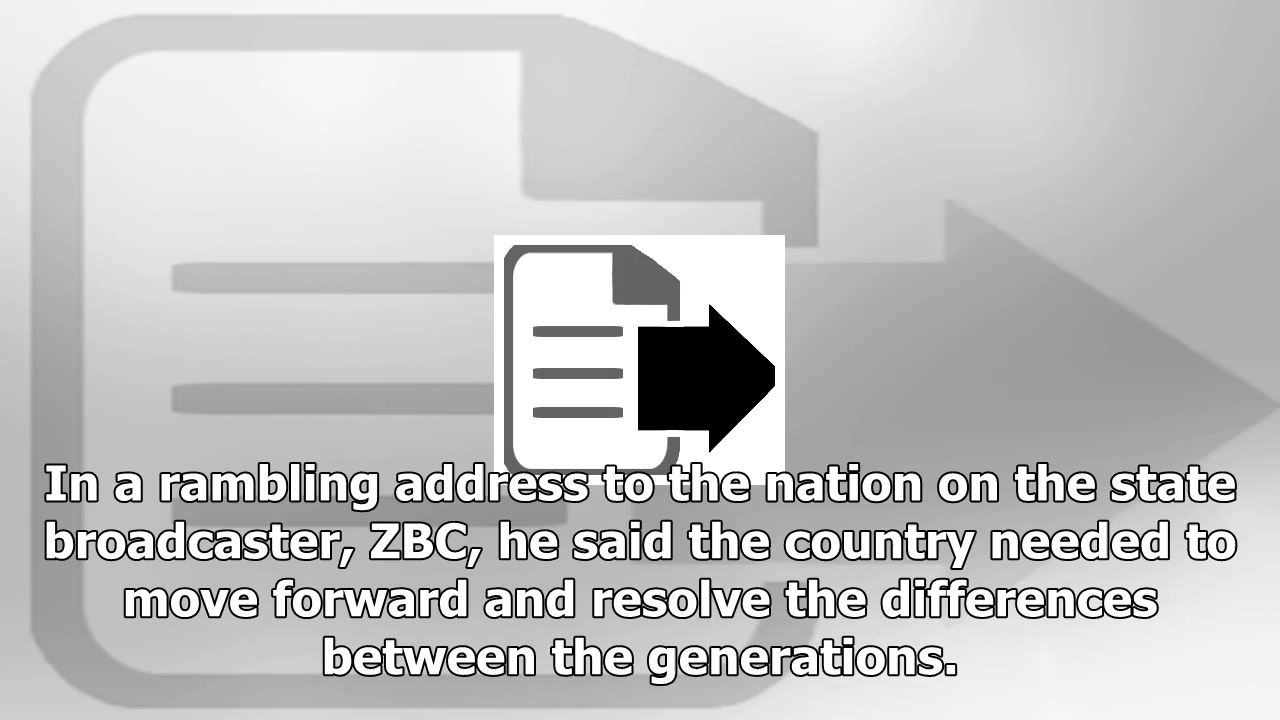 In a rambling address to the nation on the state
broadcaster, ZBC, he said the country needed to
move forward and resolve the differences
between the generations.